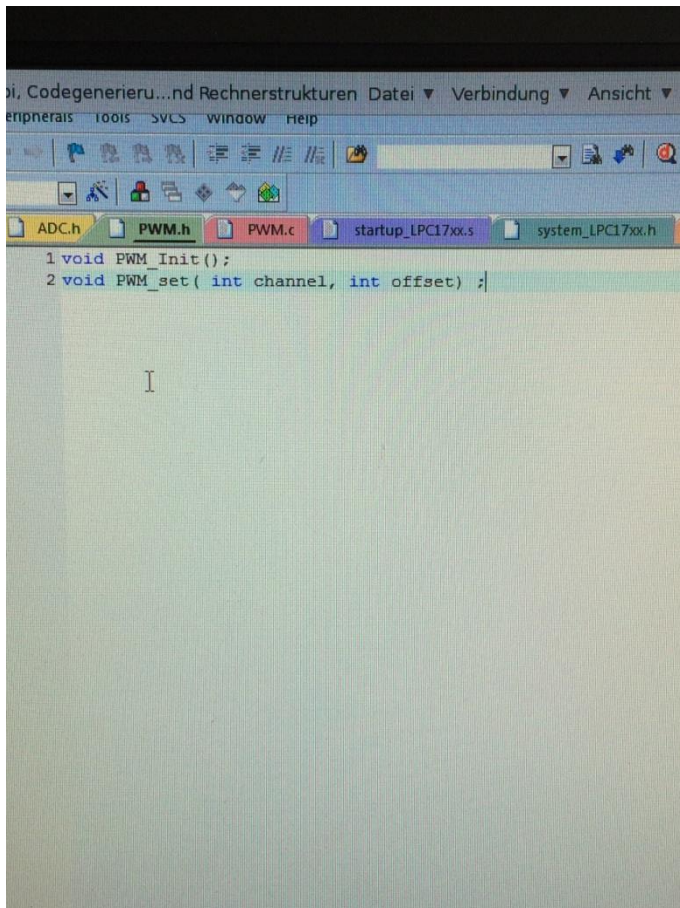 pi, Codegenerieru...nd Rechnerstrukturen Datei ▼ Verbindung ▼ Ansicht ▼
eripherals Tools SVCS Window Help
ADC.h PWM.h PWM.c startup_LPC17xx.s system_LPC17xx.h
1 void PWM_Init();
2 void PWM_set( int channel, int offset) ;